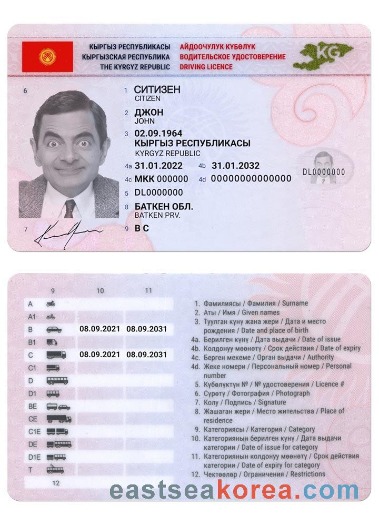 КЫРГЫЗ РЕСПУБЛИКАСЫ АЙДООЧУЛУК КҮБӨЛҮК
КЫРГЫЗСКАЯ РЕСПУБЛИКА ВОДИТЕЛЬСКОЕ УДОСТОВЕРЕНИЕ
THE KYRGYZ REPUBLIC DRIVING LICENCE
KG
6
1 СИТИЗЕН
CITIZEN
2 ДЖОН
JOHN
3 02.09.1964
КЫРГЫЗ РЕСПУБЛИКАСЫ
KYRGYZ REPUBLIC
4a 31.01.2022 4b 31.01.2032
4c МКК 000000 4d 00000000000000
5 DL0000000
DL0000000
8 БАТКЕН ОБЛ.
BATKEN PRV.
7 9 B C
9 10 11
A
A1
B 08.09.2021 08.09.2031
B1
C 08.09.2021 08.09.2031
C1
D
D1
BE
CE
C1E
DE
D1E
T
12
1. Фамилиясы / Фамилия / Surname
2. Аты / Имя / Given names
3. Туулган күнү жана жери / Дата и место
рождения / Date and place of birth
4a. Берилген күнү / Дата выдачи / Date of issue
4b. Колдонуу мөөнөтү / Срок действия / Date of expiry
4c. Берген мекеме / Орган выдачи / Authority
4d. Жеке номери / Персональный номер / Personal
number
5. Күбөлүктүн № / № удостоверения / Licence #
6. Сүрөтү / Фотография / Photograph
7. Колу / Подпись / Signature
8. Жашаган жери / Место жительства / Place of
residence
9. Категориясы / Категория / Category
10. Категориянын берилген күнү / Дата выдачи
категории / Date of issue for category
11. Категориянын колдонуу мөөнөтү / Срок действия
категории / Date of expiry for category
12. Чектөөлөр / Ограничения / Restrictions
eastseakorea.com